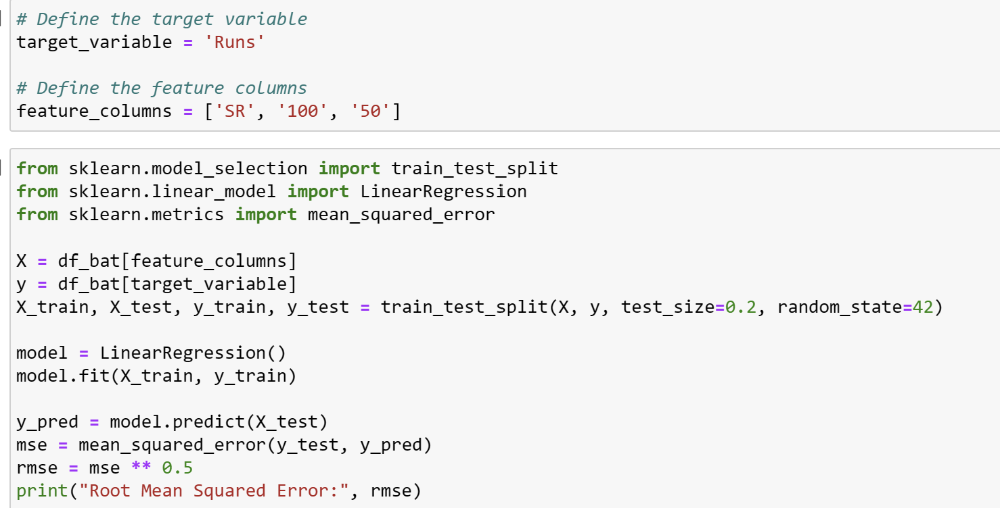 # Define the target variable
target_variable = 'Runs'
# Define the feature columns
feature_columns = ['SR', '100', '50']
from sklearn.model_selection import train_test_split
from sklearn.linear_model import LinearRegression
from sklearn.metrics import mean_squared_error
X = df_bat[feature_columns]
y = df_bat[target_variable]
X_train, X_test, y_train, y_test = train_test_split(X, y, test_size=0.2, random_state=42)
model = LinearRegression()
model.fit(X_train, y_train)
y_pred = model.predict(X_test)
mse = mean_squared_error(y_test, y_pred)
rmse = mse ** 0.5
print("Root Mean Squared Error:", rmse)